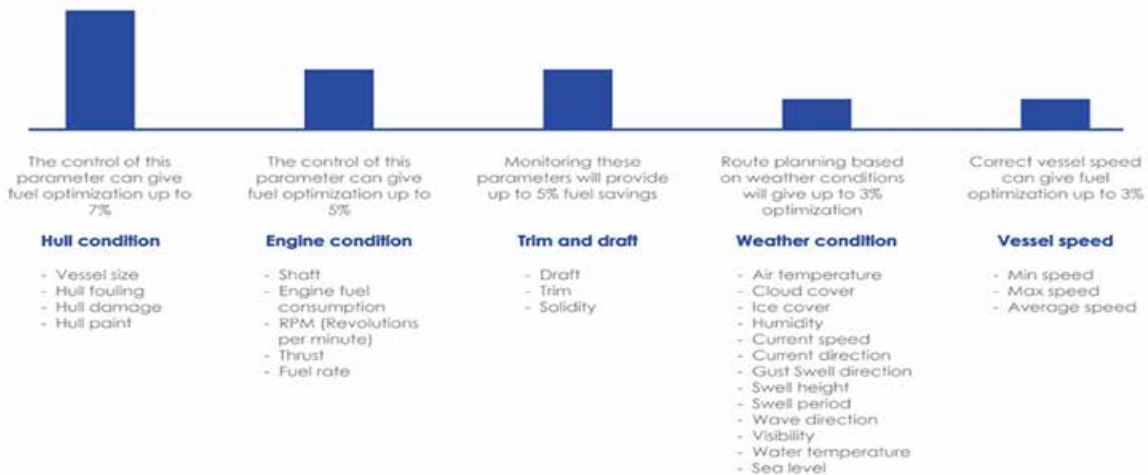 The control of this
parameter can give
fuel optimization up to
7%
Hull condition
- Vessel size
- Hull fouling
- Hull damage
- Hull paint
The control of this
parameter can give
fuel optimization up to
5%
Engine condition
- Shaft
- Engine fuel
consumption
- RPM (Revolutions
per minute)
- Thrust
- Fuel rate
Monitoring these
parameters will provide
up to 5% fuel savings
Trim and draft
- Draft
- Trim
- Solidity
Route planning based
on weather conditions
will give up to 3%
optimization
Weather condition
- Air temperature
- Cloud cover
- Ice cover
- Humidity
- Current speed
- Current direction
- Gust Swell direction
- Swell height
- Swell period
- Wave direction
- Visibility
- Water temperature
- Sea level
Correct vessel speed
can give fuel
optimization up to 3%
Vessel speed
- Min speed
- Max speed
- Average speed